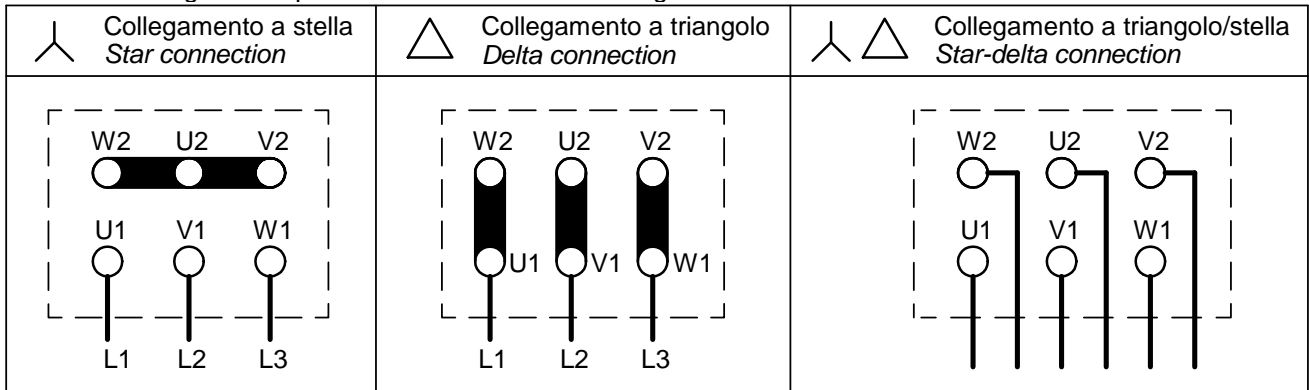 Collegamento a stella
Star connection
Collegamento a triangolo
Delta connection
Collegamento a triangolo/stella
Star-delta connection
W2 U2 V2
U1 V1 W1
L1 L2 L3
W2 U2 V2
U1 V1 W1
L1 L2 L3
W2 U2 V2
U1 V1 W1